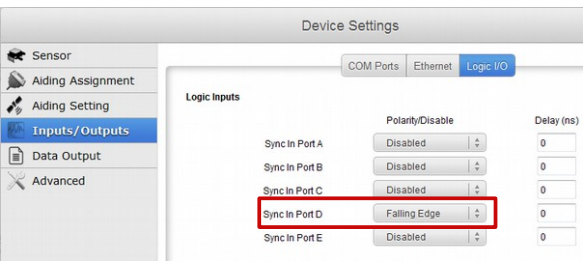 Device Settings
Sensor
Aiding Assignment
Aiding Setting
Inputs/Outputs
Data Output
Advanced
COM Ports Ethernet Logic I/O
Logic Inputs
Polarity/Disable Delay (ns)
Sync In Port A Disabled 0
Sync In Port B Disabled 0
Sync In Port C Disabled 0
Sync In Port D Falling Edge 0
Sync In Port E Disabled 0